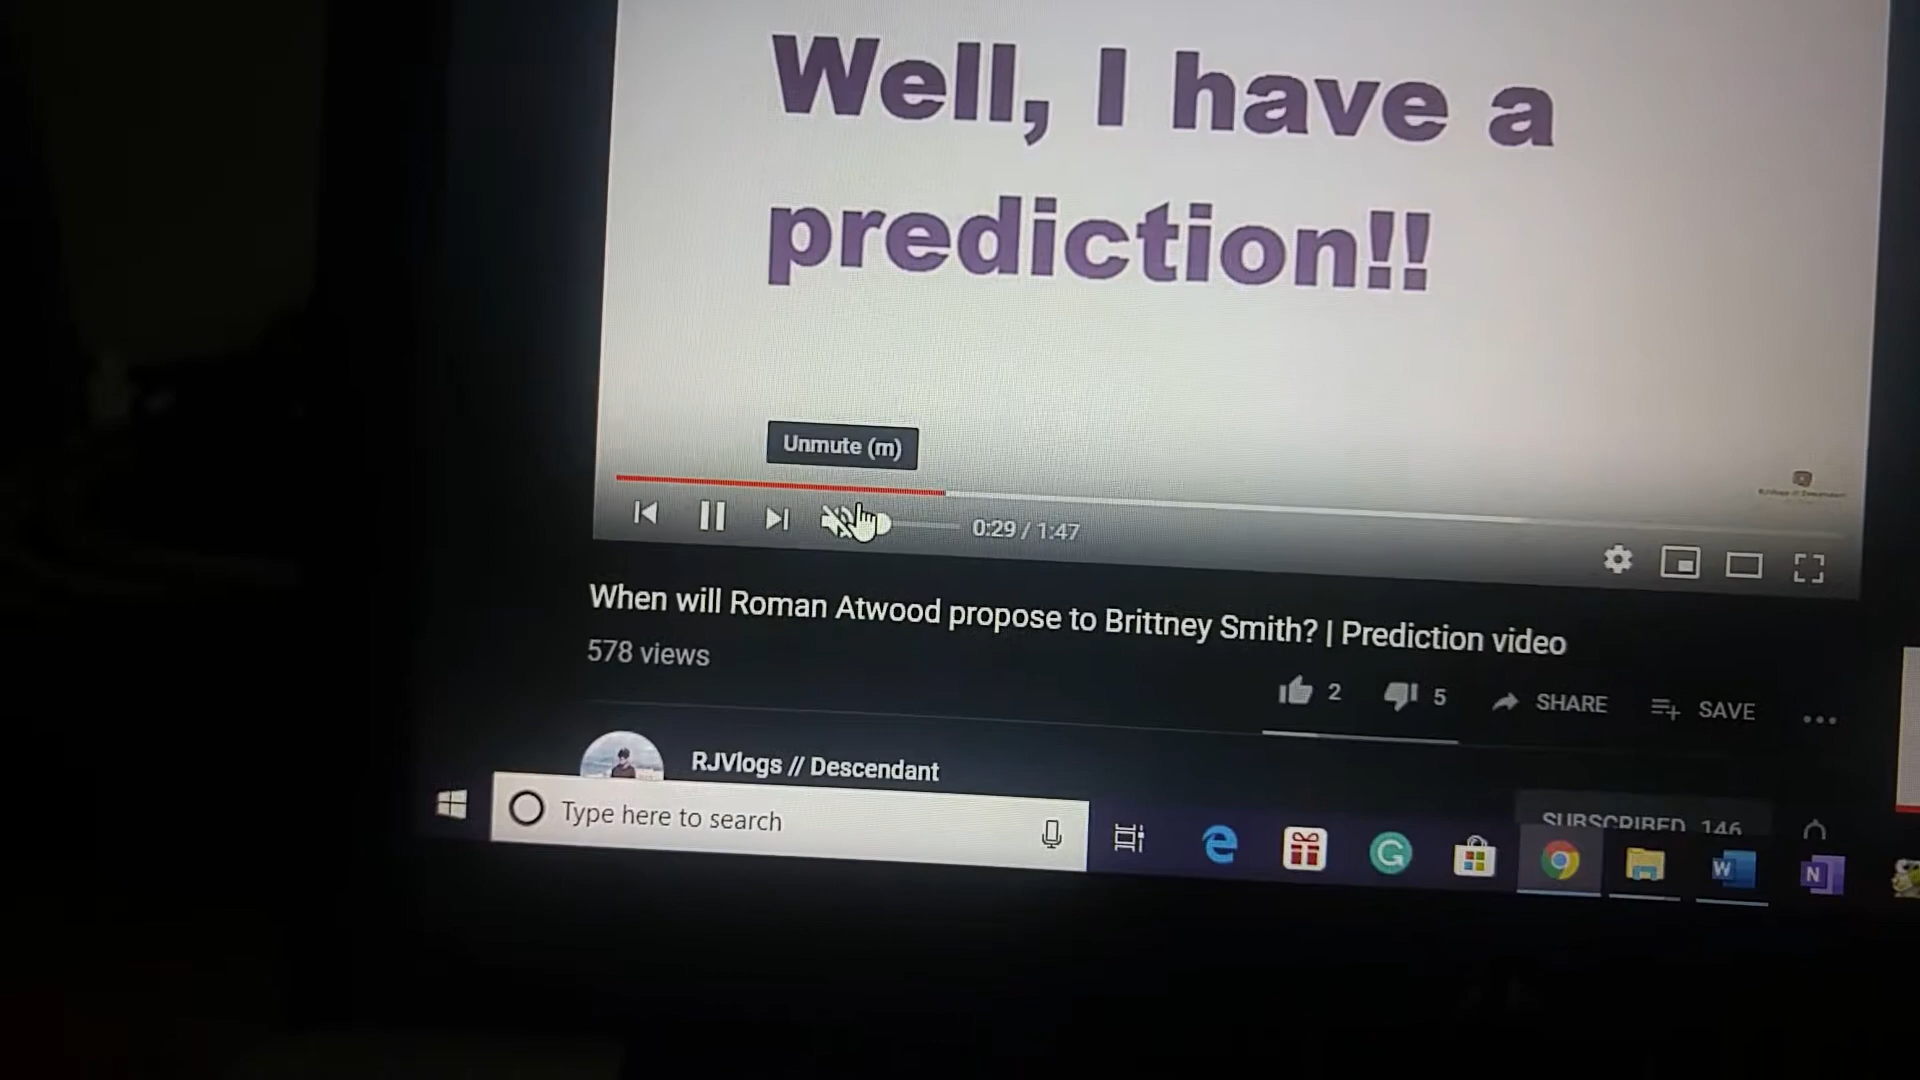 Well, I have a
prediction!!
Unmute (m)
0:29 / 1:47
When will Roman Atwood propose to Brittney Smith? | Prediction video
578 views
2
5
SHARE
SAVE
RJVlogs // Descendant
SUBSCRIBED 146
Type here to search